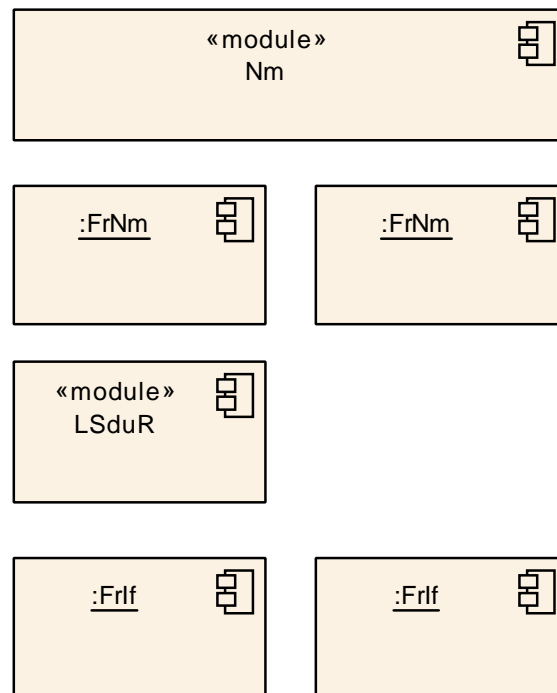 «module»
Nm
:FrNm
:FrNm
«module»
LSduR
:FrIf
:FrIf